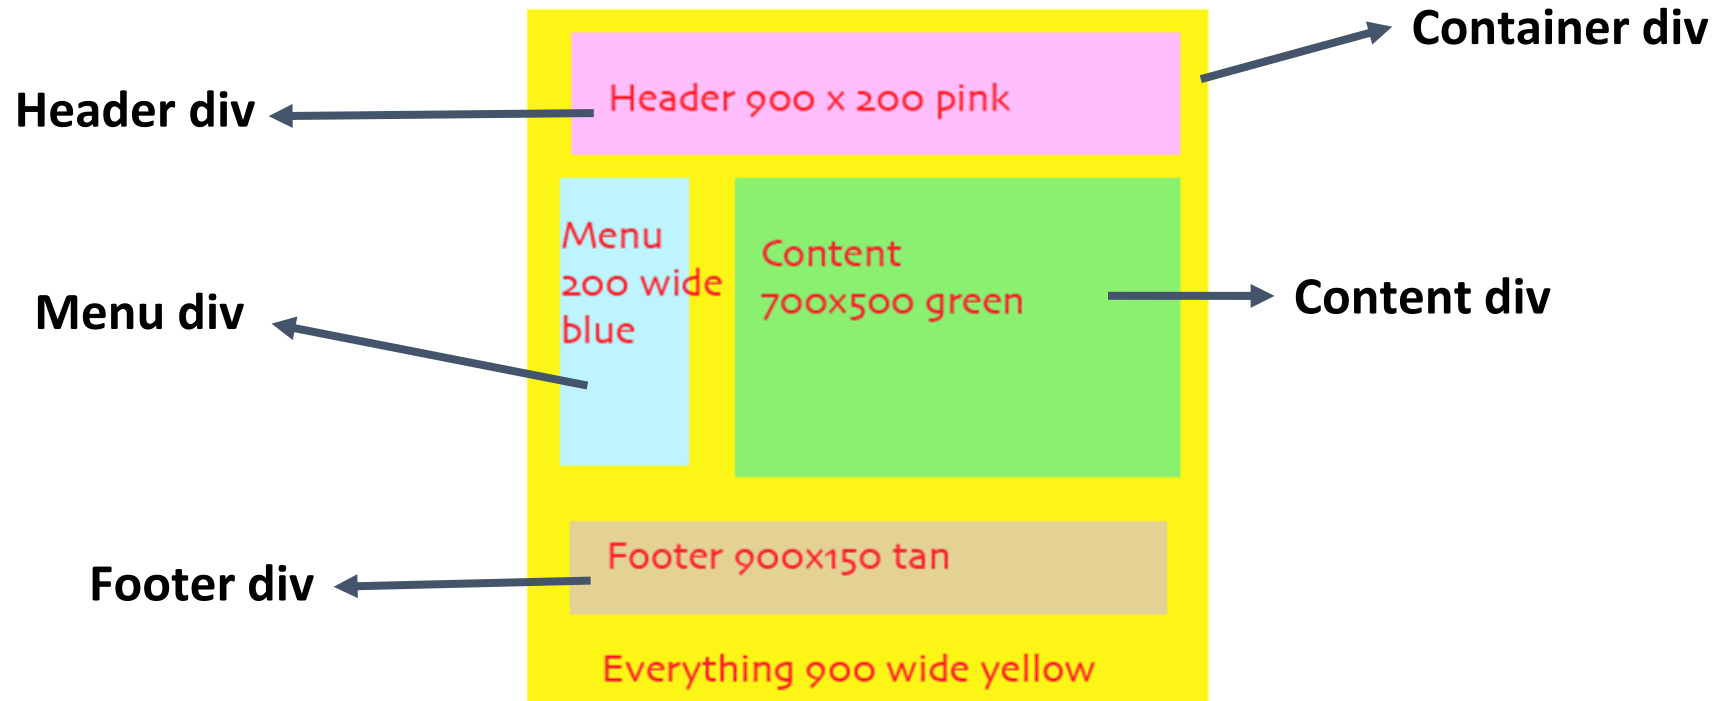 Container div
Header div
Header 900 x 200 pink
Menu
200 wide
blue
Content
700x500 green
Menu div
Content div
Footer 900x150 tan
Footer div
Everything 900 wide yellow